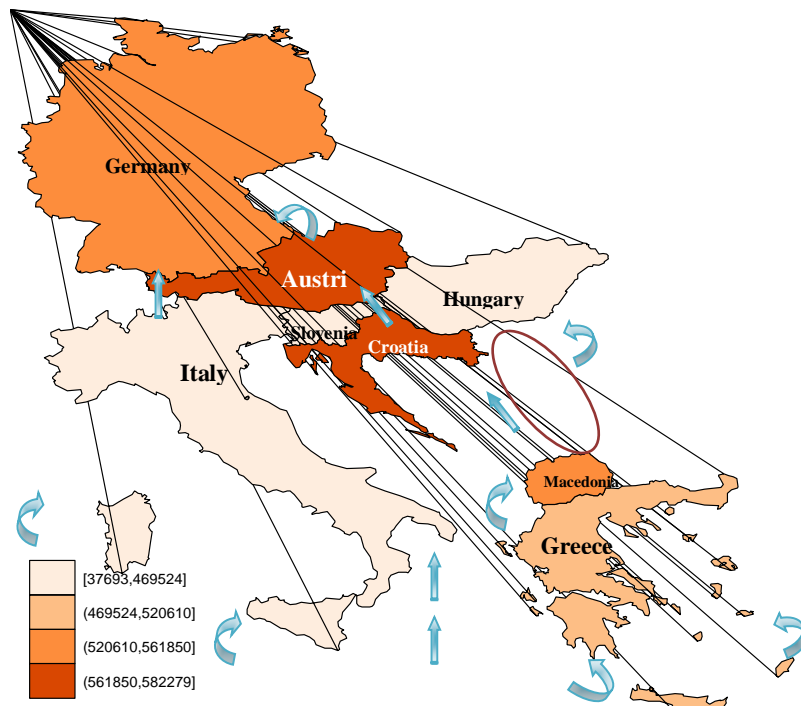 Germany
Austri
Hungary
Slovenia
Croatia
Italy
Macedonia
Greece
[37693,469524]
(469524,520610]
(520610,561850]
(561850,582279]